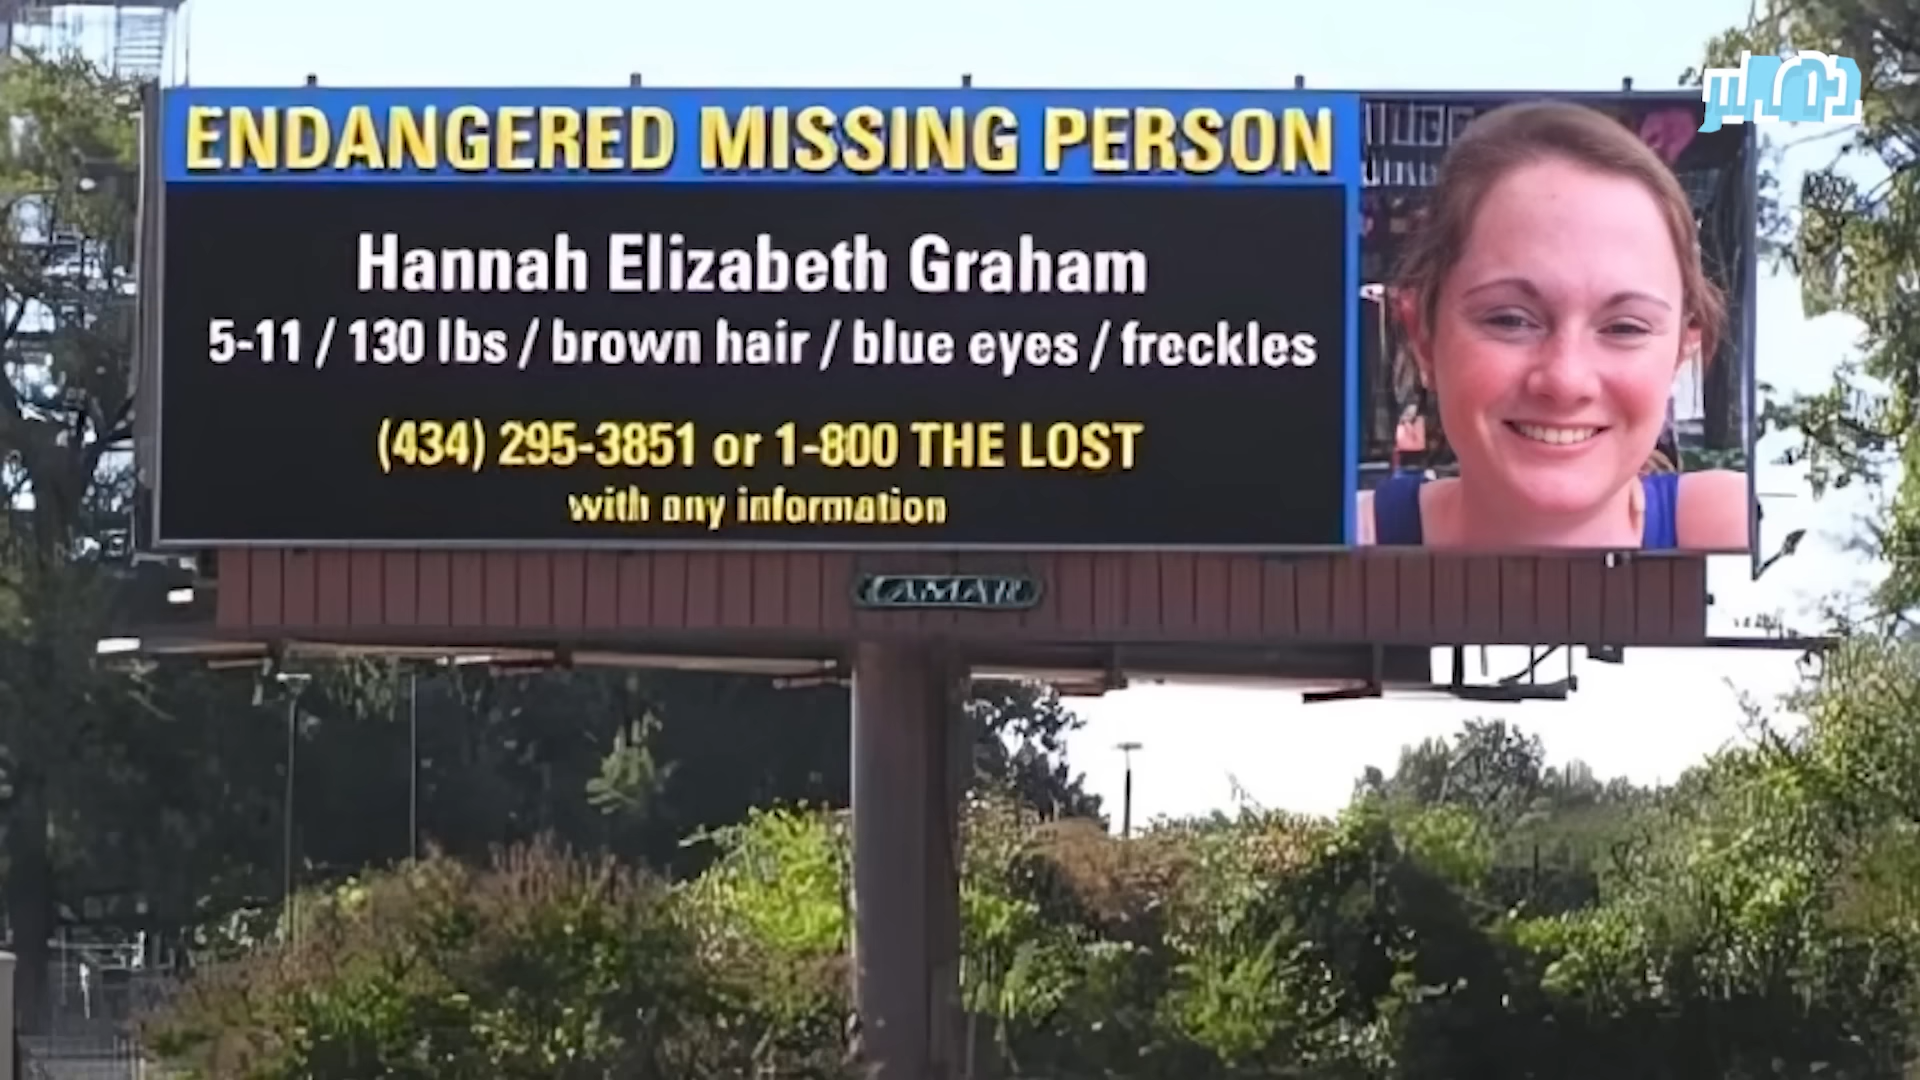 ENDANGERED MISSING PERSON
Hannah Elizabeth Graham
5-11 / 130 lbs / brown hair / blue eyes / freckles
(434) 295-3851 or 1-800 THE LOST
with any information
LAMAR